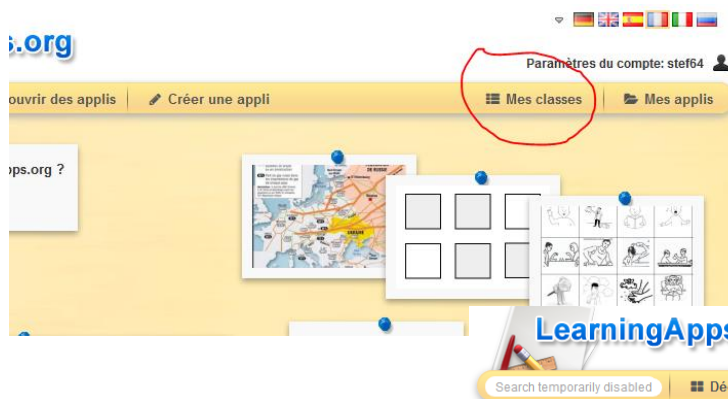 s.org
Paramètres du compte: stef64
ouvrir des applis
Créer une appli
Mes classes
Mes applis
pps.org ?
LearningApps
Search temporarily disabled
Dé